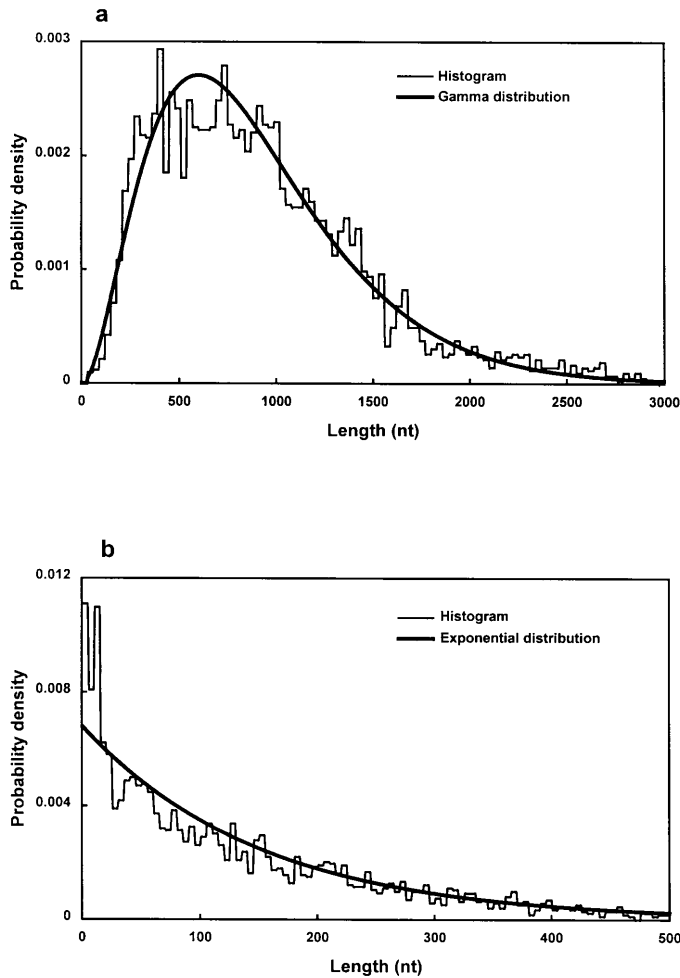 a
0.003
Histogram
Gamma distribution
0.002
0.001
0
0 500 1000 1500 2000 2500 3000
Probability density
Length (nt)
b
0.012
Histogram
Exponential distribution
0.008
0.004
0
0 100 200 300 400 500
Probability density
Length (nt)